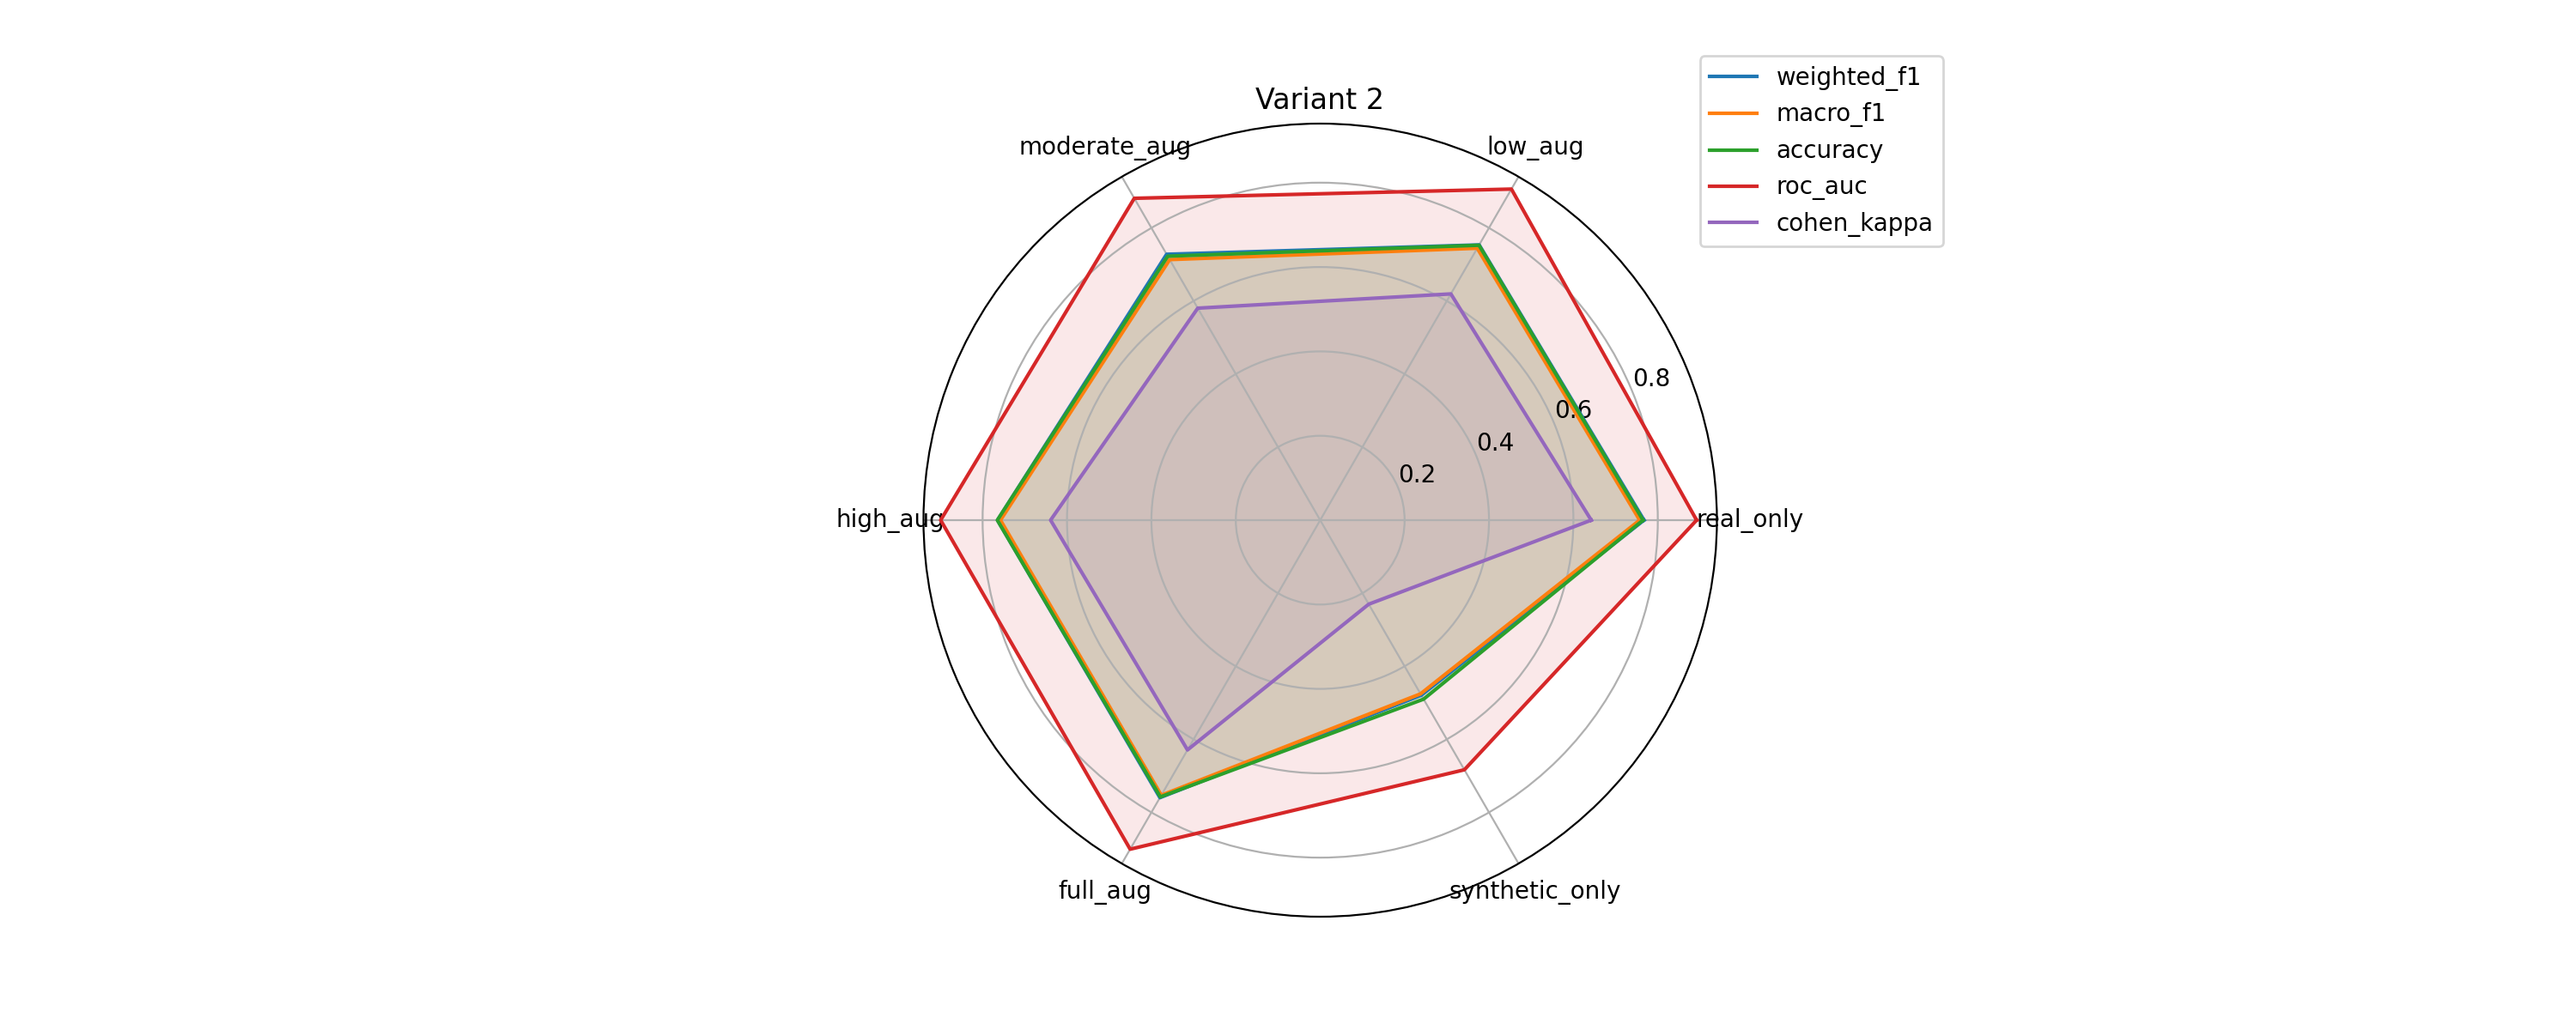 Variant 2
weighted_f1
macro_f1
accuracy
roc_auc
cohen_kappa
moderate_aug
low_aug
0.8
0.6
0.4
0.2
high_aug
real_only
full_aug
synthetic_only